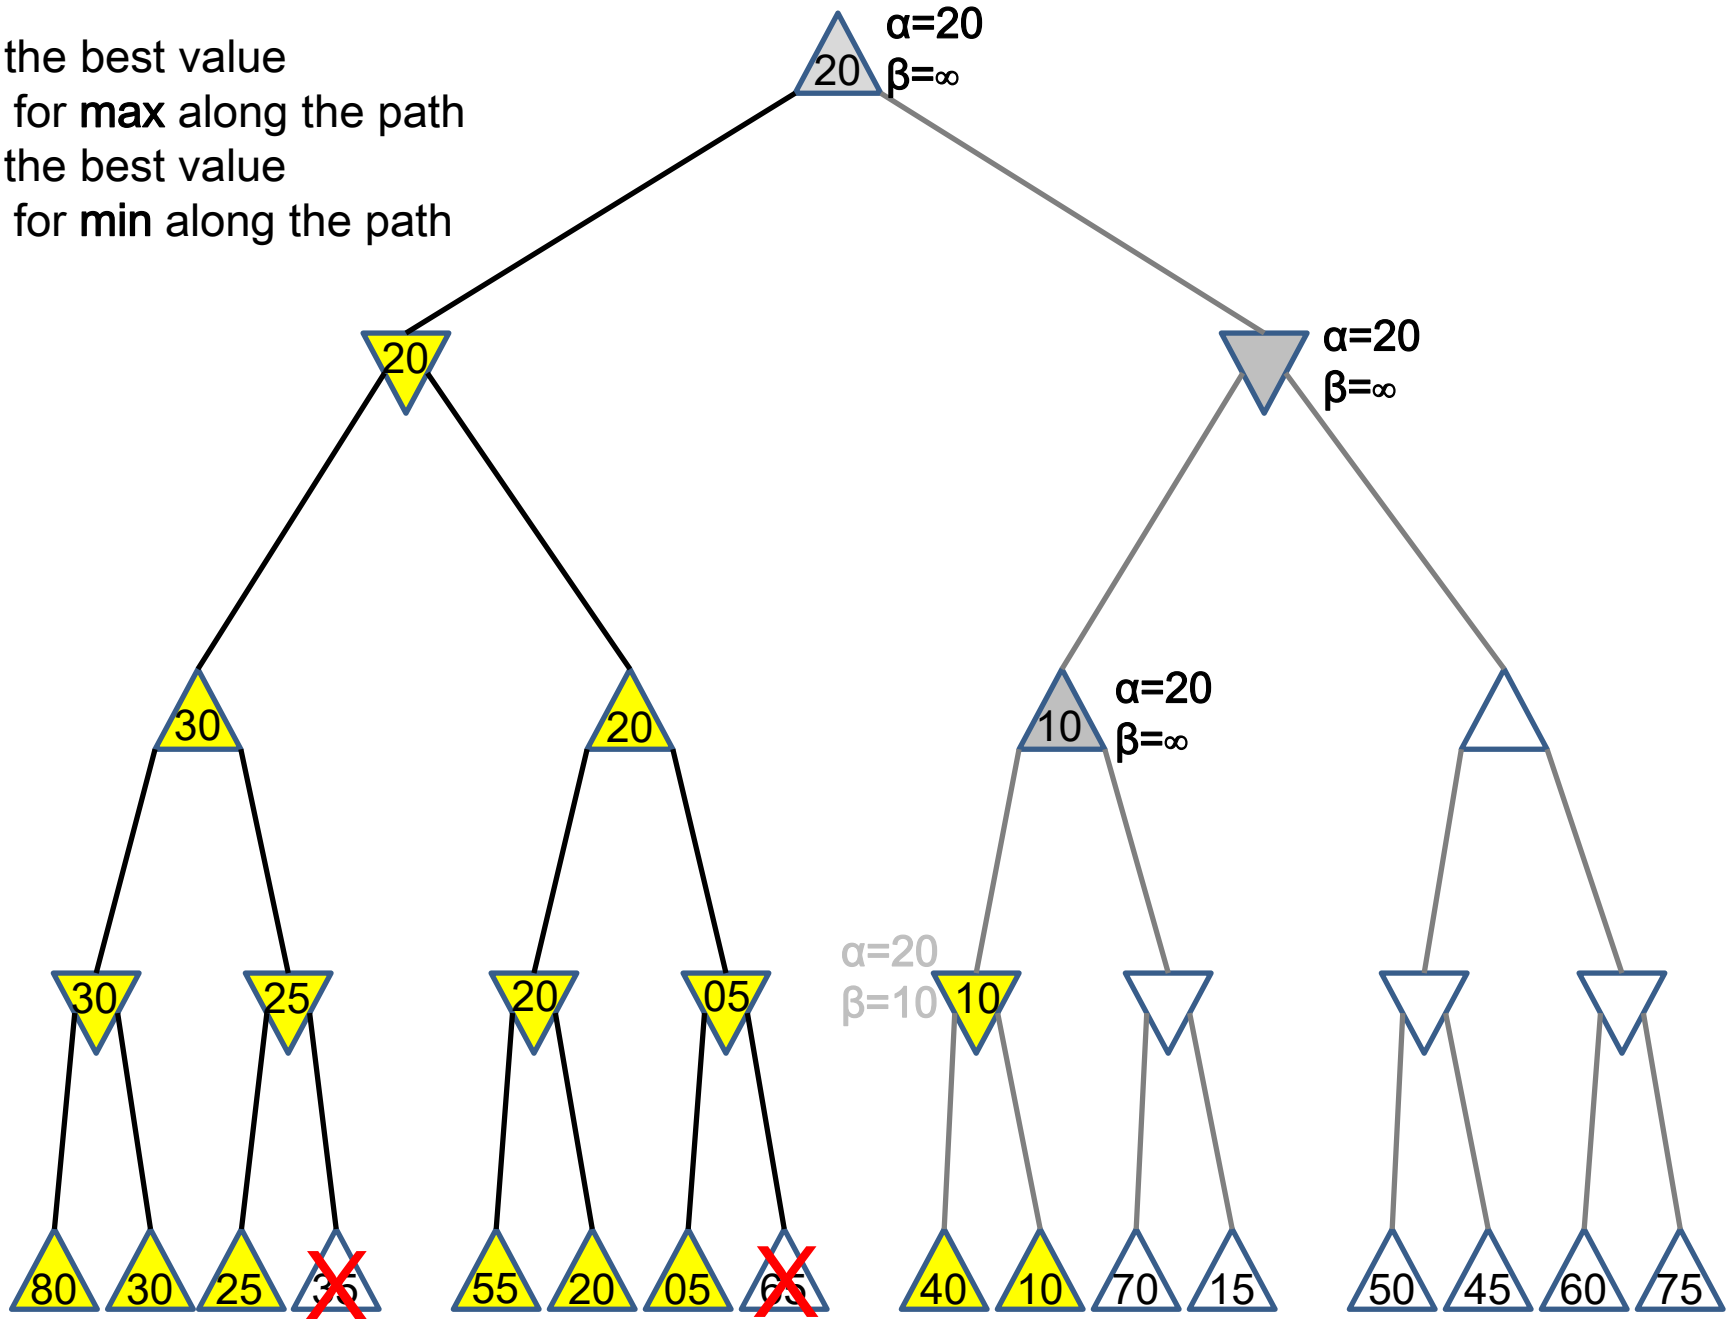 the best value
for max along the path
the best value
for min along the path
α=20
β=∞
20
20
α=20
β=∞
30
20
10
α=20
β=∞
α=20
β=10
30
25
20
05
10
80
30
25
35
55
20
05
65
40
10
70
15
50
45
60
75